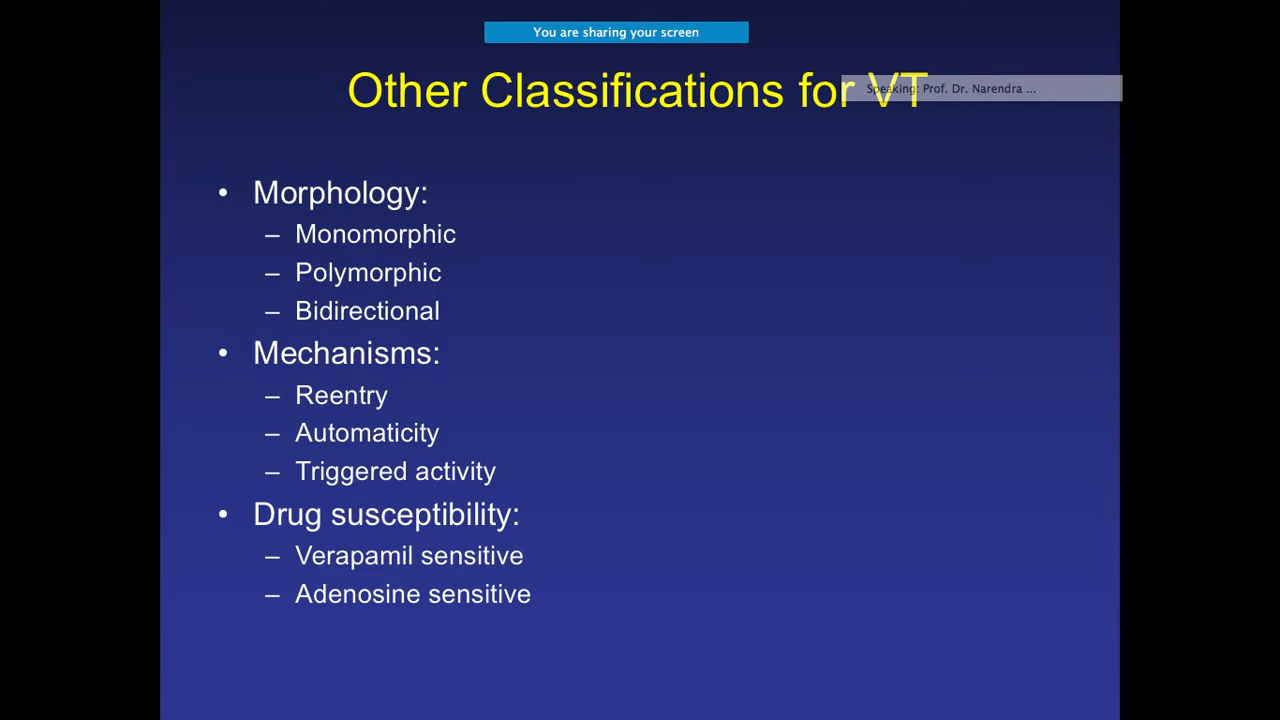 You are sharing your screen
Other Classifications for VT
Speaking: Prof. Dr. Narendra ...
• Morphology:
– Monomorphic
– Polymorphic
– Bidirectional
• Mechanisms:
– Reentry
– Automaticity
– Triggered activity
• Drug susceptibility:
– Verapamil sensitive
– Adenosine sensitive